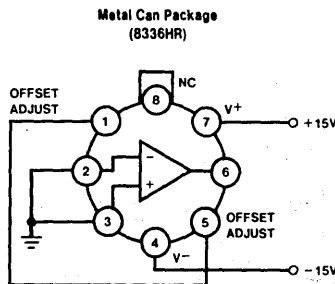 Metal Can Package
(8336HR)
OFFSET
ADJUST
8
NC
1
7
V+
+15V
2
−
+
6
3
5
OFFSET
ADJUST
4
V−
−15V